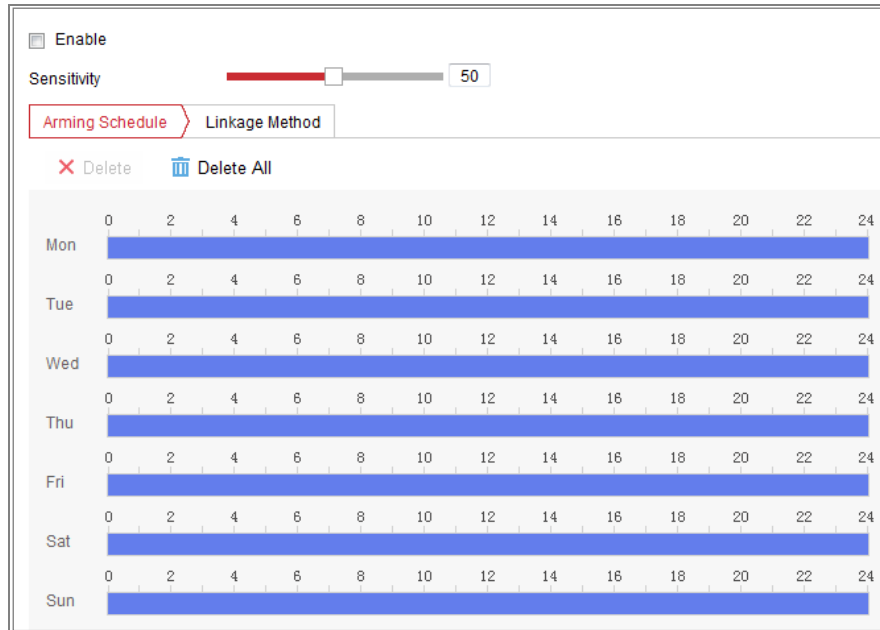 Enable
Sensitivity 50
Arming Schedule Linkage Method
Delete Delete All
0 2 4 6 8 10 12 14 16 18 20 22 24
Mon
0 2 4 6 8 10 12 14 16 18 20 22 24
Tue
0 2 4 6 8 10 12 14 16 18 20 22 24
Wed
0 2 4 6 8 10 12 14 16 18 20 22 24
Thu
0 2 4 6 8 10 12 14 16 18 20 22 24
Fri
0 2 4 6 8 10 12 14 16 18 20 22 24
Sat
0 2 4 6 8 10 12 14 16 18 20 22 24
Sun